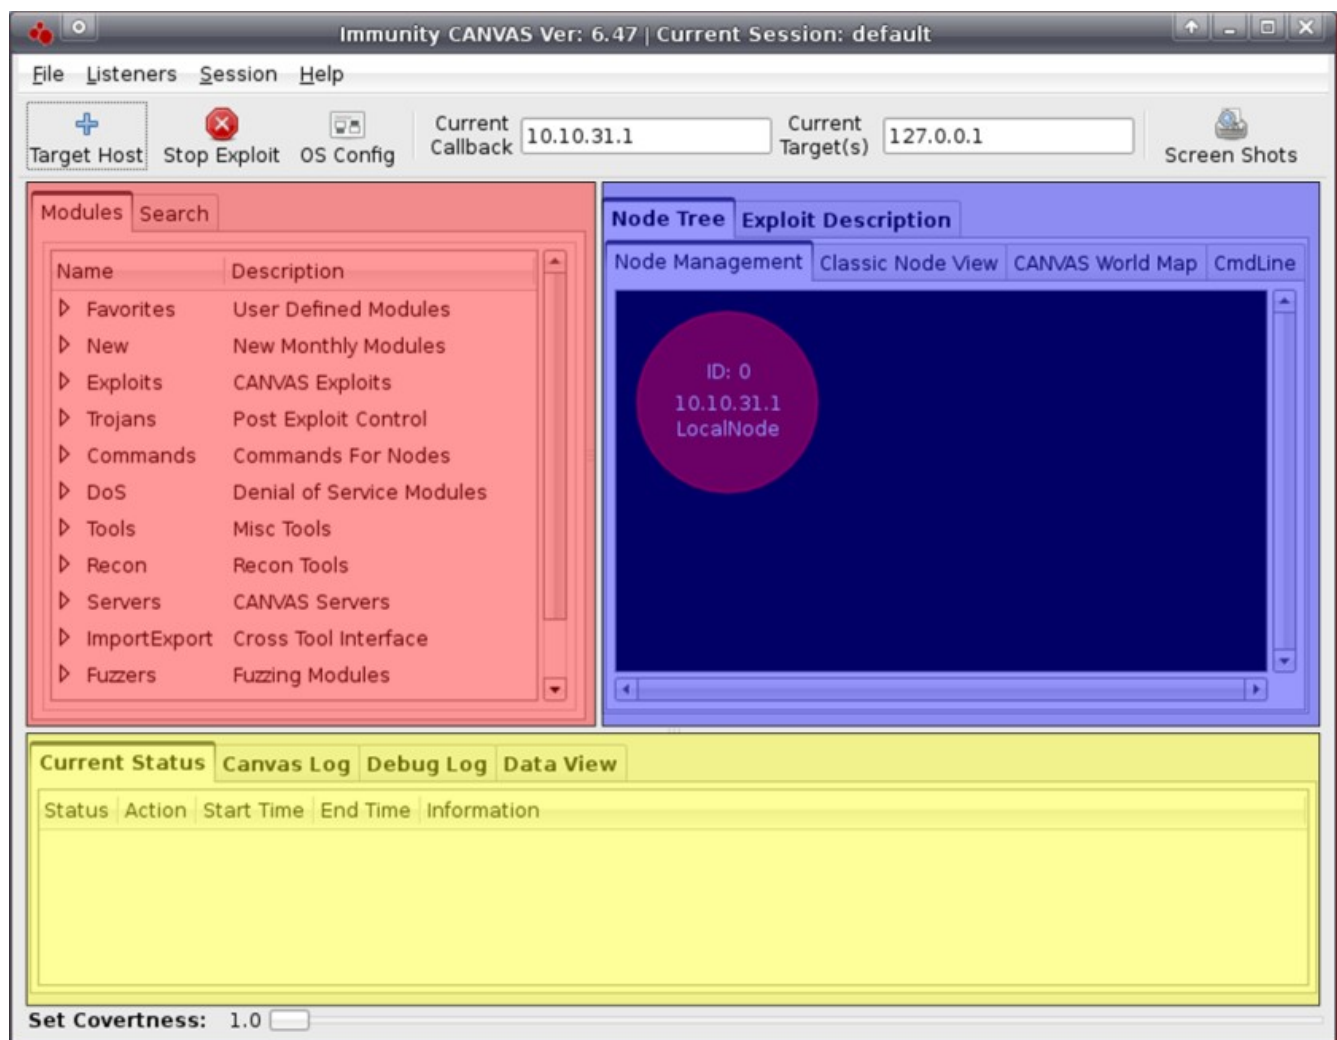 Immunity CANVAS Ver: 6.47 | Current Session: default
File Listeners Session Help
Target Host Stop Exploit OS Config Current Callback 10.10.31.1 Current Target(s) 127.0.0.1 Screen Shots
Modules Search
Name Description
Favorites User Defined Modules
New New Monthly Modules
Exploits CANVAS Exploits
Trojans Post Exploit Control
Commands Commands For Nodes
DoS Denial of Service Modules
Tools Misc Tools
Recon Recon Tools
Servers CANVAS Servers
ImportExport Cross Tool Interface
Fuzzers Fuzzing Modules
Node Tree Exploit Description
Node Management Classic Node View CANVAS World Map CmdLine
ID: 0
10.10.31.1
LocalNode
Current Status Canvas Log Debug Log Data View
Status Action Start Time End Time Information
Set Covertness: 1.0